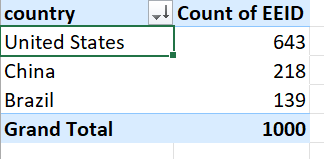 country Count of EEID
United States 643
China 218
Brazil 139
Grand Total 1000